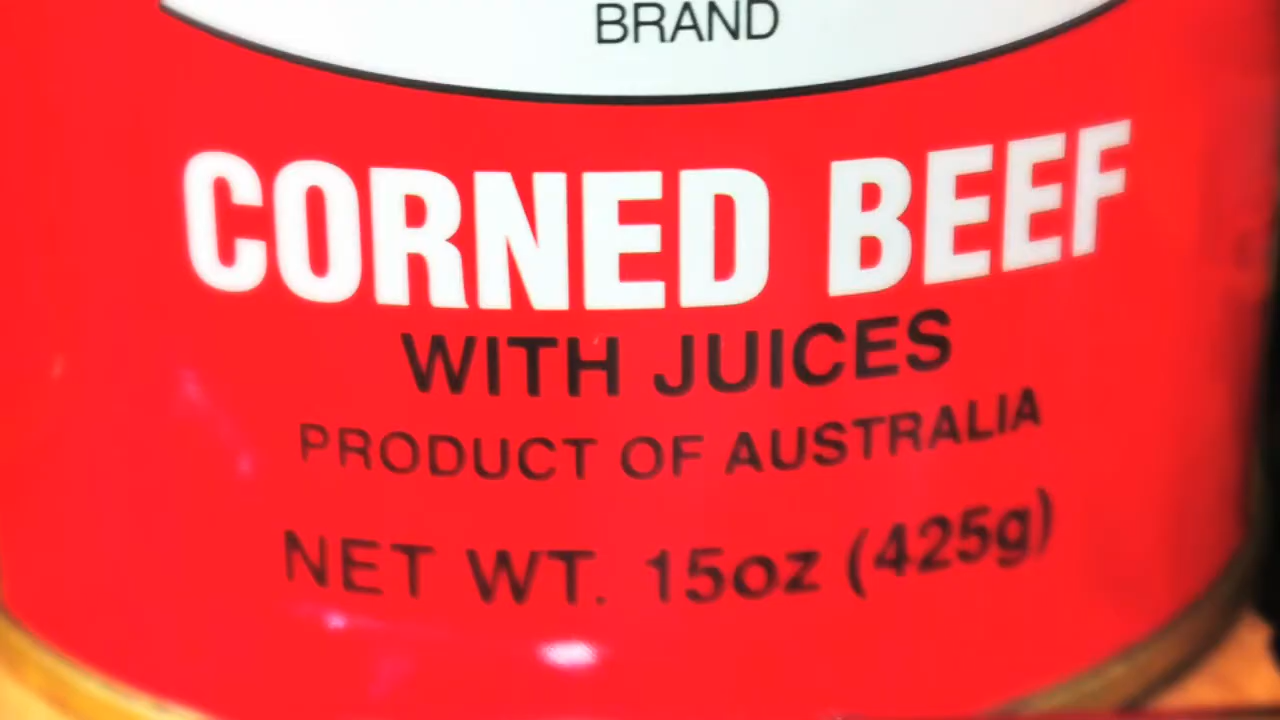 BRAND
CORNED BEEF
WITH JUICES
PRODUCT OF AUSTRALIA
NET WT. 15oz (425g)